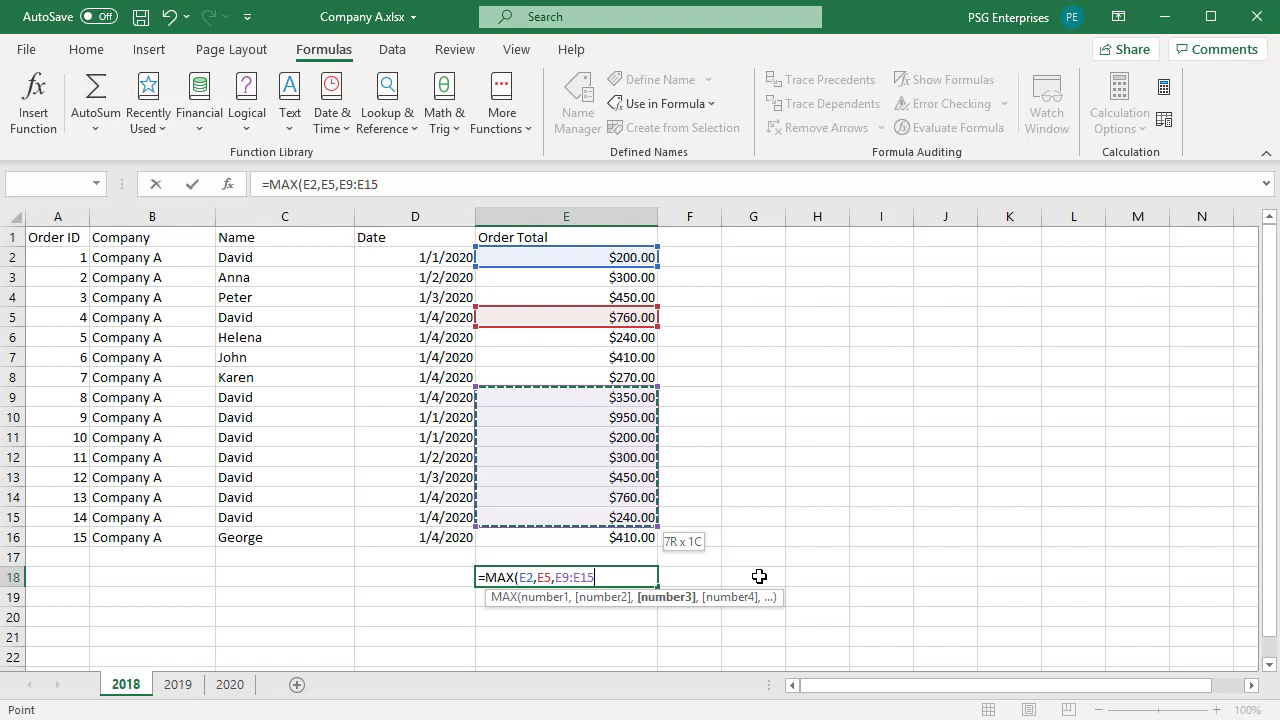 AutoSave Off Company A.xlsx Search PSG Enterprises PE
File Home Insert Page Layout Formulas Data Review View Help Share Comments
Insert Function
AutoSum
Recently Used
Financial
Logical
Text
Date & Time
Lookup & Reference
Math & Trig
More Functions
Function Library
Name Manager
Define Name
Use in Formula
Create from Selection
Defined Names
Trace Precedents
Trace Dependents
Remove Arrows
Show Formulas
Error Checking
Evaluate Formula
Formula Auditing
Watch Window
Calculation Options
Calculation
fx =MAX(E2,E5,E9:E15
A B C D E F G H I J K L M N
1 Order ID Company Name Date Order Total
2 1 Company A David 1/1/2020 $200.00
3 2 Company A Anna 1/2/2020 $300.00
4 3 Company A Peter 1/3/2020 $450.00
5 4 Company A David 1/4/2020 $760.00
6 5 Company A Helena 1/4/2020 $240.00
7 6 Company A John 1/4/2020 $410.00
8 7 Company A Karen 1/4/2020 $270.00
9 8 Company A David 1/4/2020 $350.00
10 9 Company A David 1/1/2020 $950.00
11 10 Company A David 1/1/2020 $200.00
12 11 Company A David 1/2/2020 $300.00
13 12 Company A David 1/3/2020 $450.00
14 13 Company A David 1/4/2020 $760.00
15 14 Company A David 1/4/2020 $240.00
16 15 Company A George 1/4/2020 $410.00
7R x 1C
17
18 =MAX(E2,E5,E9:E15
19 MAX(number1, [number2], [number3], [number4], ...)
20
21
22
2018 2019 2020
Point 100%